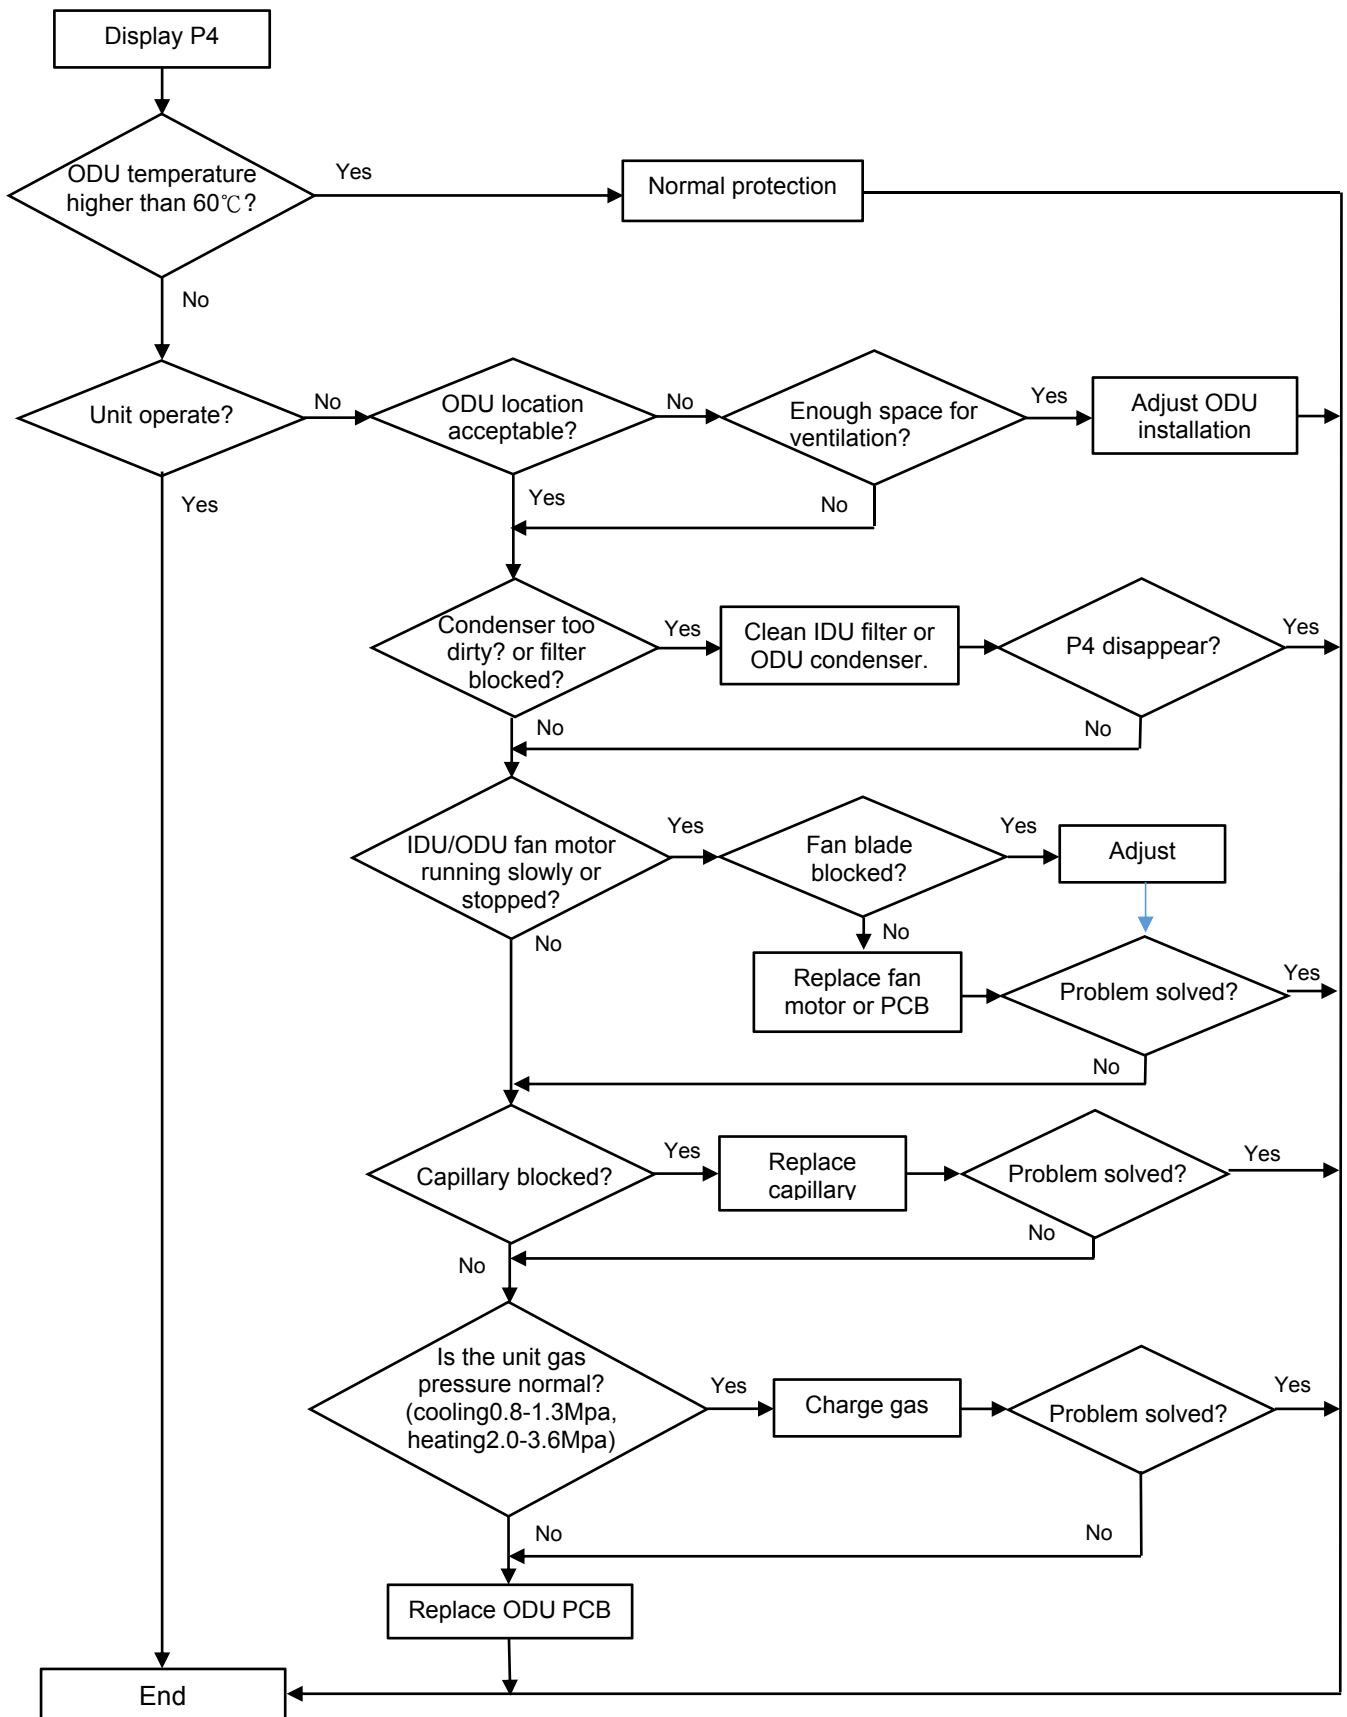 Display P4
ODU temperature
higher than 60℃?
Yes
Normal protection
No
Unit operate?
No
ODU location
acceptable?
No
Enough space for
ventilation?
Yes
Adjust ODU
installation
Yes
Yes
No
Condenser too
dirty? or filter
blocked?
Yes
Clean IDU filter or
ODU condenser.
P4 disappear?
Yes
No
No
IDU/ODU fan motor
running slowly or
stopped?
Yes
Fan blade
blocked?
Yes
Adjust
No
No
Replace fan
motor or PCB
Problem solved?
Yes
No
Capillary blocked?
Yes
Replace
capillary
Problem solved?
Yes
No
No
Is the unit gas
pressure normal?
(cooling0.8-1.3Mpa,
heating2.0-3.6Mpa)
Yes
Charge gas
Problem solved?
Yes
No
No
Replace ODU PCB
End